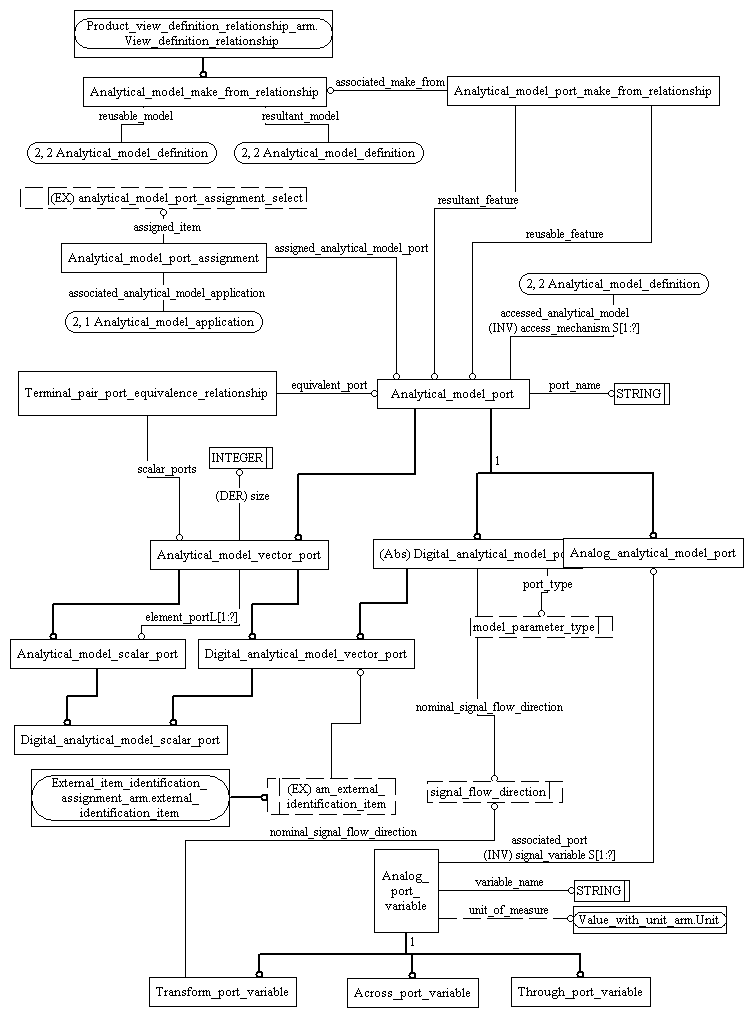 Product_view_definition_relationship_arm.
View_definition_relationship
Analytical_model_make_from_relationship
associated_make_from
Analytical_model_port_make_from_relationship
reusable_model
resultant_model
2, 2 Analytical_model_definition
2, 2 Analytical_model_definition
(EX) analytical_model_port_assignment_select
resultant_feature
assigned_item
reusable_feature
Analytical_model_port_assignment
assigned_analytical_model_port
2, 2 Analytical_model_definition
associated_analytical_model_application
accessed_analytical_model
2, 1 Analytical_model_application
(INV) access_mechanism S[1:?]
Terminal_pair_port_equivalence_relationship
equivalent_port
Analytical_model_port
port_name
STRING
scalar_ports
INTEGER
1
(DER) size
Analytical_model_vector_port
(Abs) Digital_analytical_model_po
Analog_analytical_model_port
port_type
element_portL[1:?]
model_parameter_type
Analytical_model_scalar_port
Digital_analytical_model_vector_port
nominal_signal_flow_direction
Digital_analytical_model_scalar_port
External_item_identification_
assignment_arm.external_
identification_item
(EX) am_external_
identification_item
signal_flow_direction
nominal_signal_flow_direction
associated_port
(INV) signal_variable S[1:?]
Analog_
port_
variable
variable_name
STRING
unit_of_measure
Value_with_unit_arm.Unit
1
Transform_port_variable
Across_port_variable
Through_port_variable